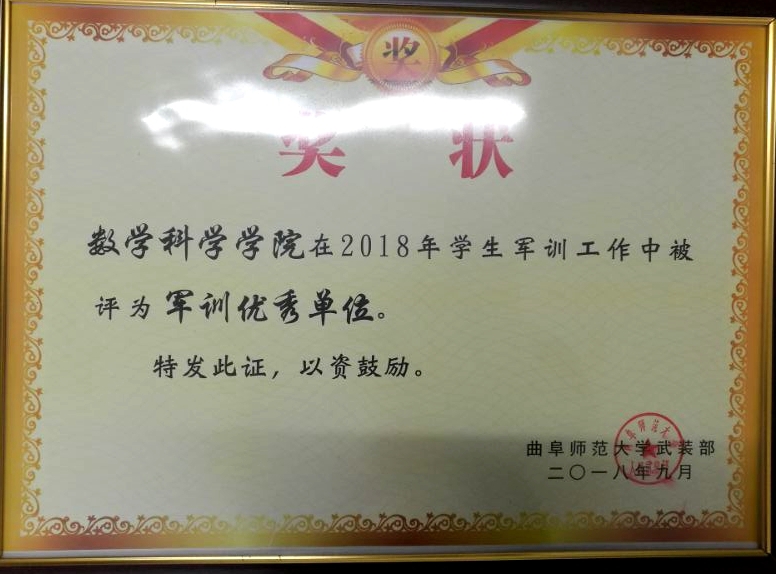 奖
奖 状
数学科学学院在2018年学生军训工作中被
评为 军训优秀单位。
特发此证，以资鼓励。
曲阜师范大学武装部
二〇一八年九月